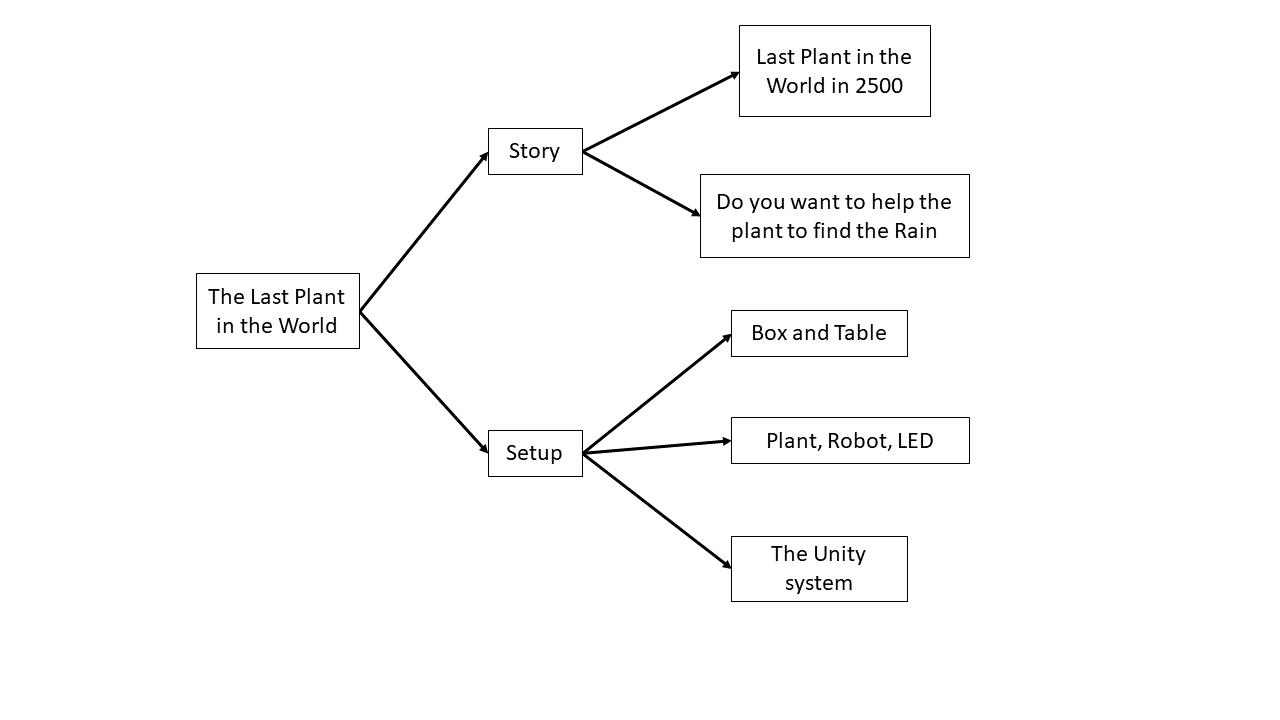 The Last Plant
in the World
Story
Last Plant in the
World in 2500
Do you want to help the
plant to find the Rain
Setup
Box and Table
Plant, Robot, LED
The Unity
system